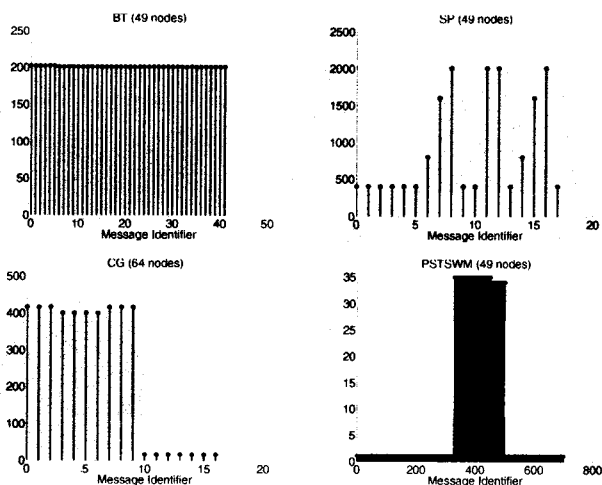 BT (49 nodes)
250
200
150
100
50
0
0 10 20 30 40 50
Message Identifier
SP (49 nodes)
2500
2000
1500
1000
500
0
0 5 10 15 20
Message Identifier
CG (64 nodes)
500
400
300
200
100
0
0 5 10 15 20
Message Identifier
PSTSWM (49 nodes)
35
30
25
20
15
10
5
0
0 200 400 600 800
Message Identifier